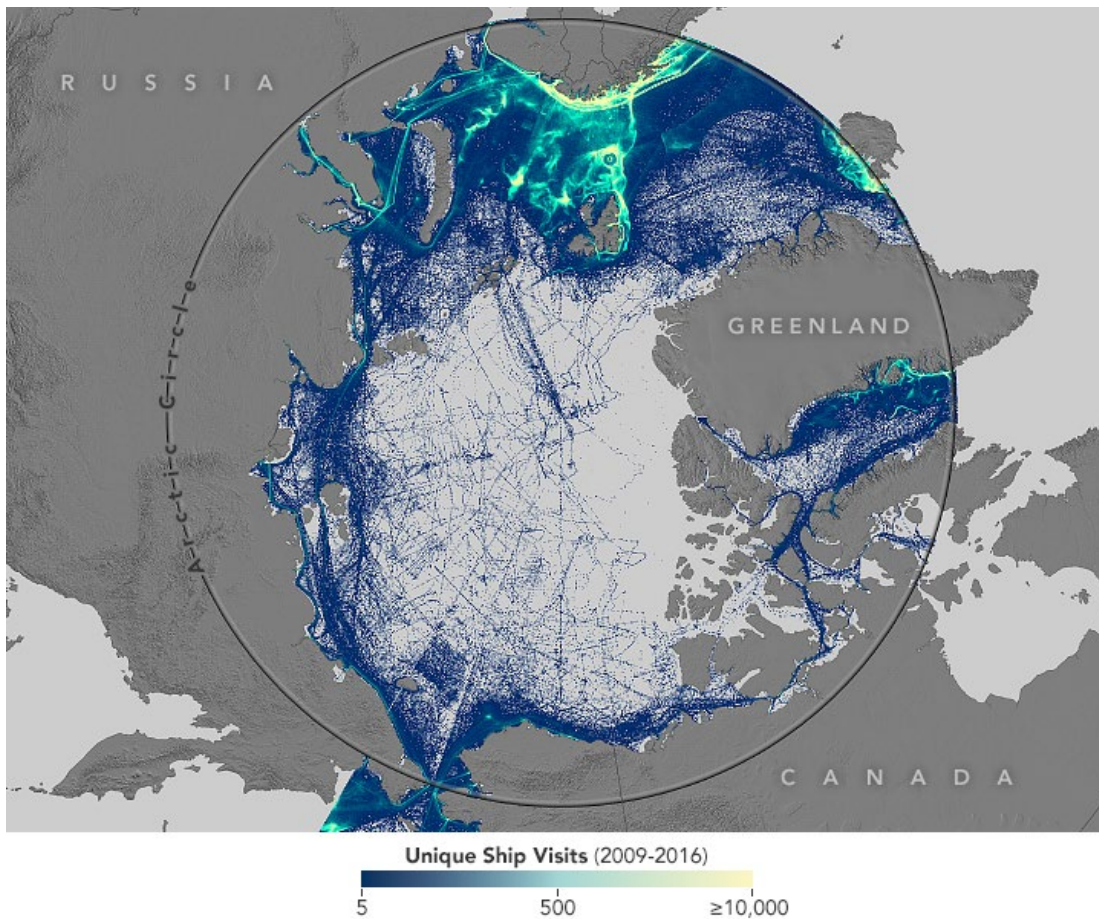 RUSSIA
Arctic Circle
GREENLAND
CANADA
Unique Ship Visits (2009-2016)
5 500 ≥10,000